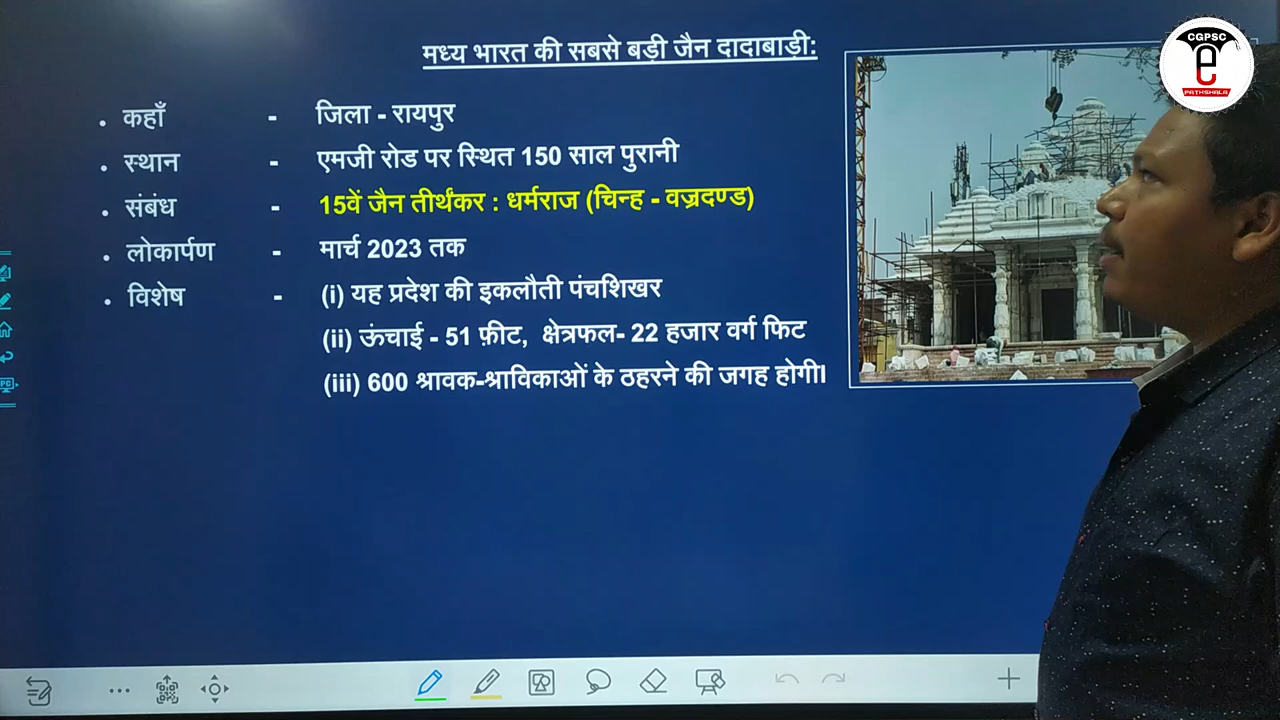 मध्य भारत की सबसे बड़ी जैन दादाबाड़ी:
• कहाँ - जिला - रायपुर
• स्थान - एमजी रोड पर स्थित 150 साल पुरानी
• संबंध - 15वें जैन तीर्थंकर : धर्मराज (चिन्ह - वज्रदण्ड)
• लोकार्पण - मार्च 2023 तक
• विशेष - (i) यह प्रदेश की इकलौती पंचशिखर
(ii) ऊंचाई - 51 फ़ीट, क्षेत्रफल- 22 हजार वर्ग फिट
(iii) 600 श्रावक-श्राविकाओं के ठहरने की जगह होगी।
CGPSC
e
PATHSHALA